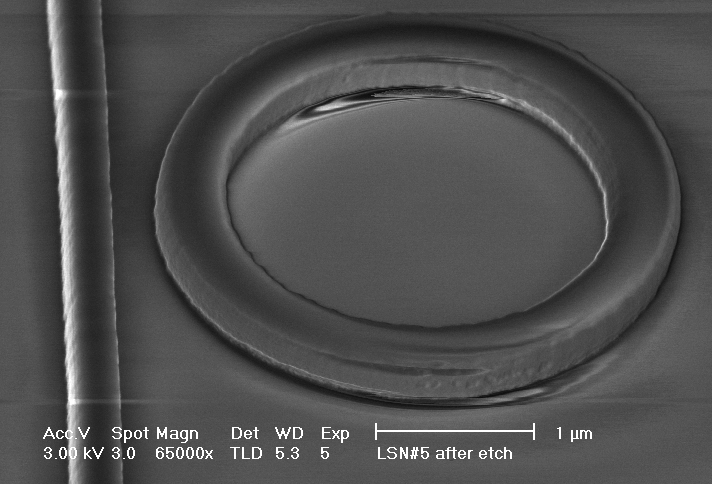 Acc.V Spot Magn Det WD Exp 1 µm
3.00 kV 3.0 65000x TLD 5.3 5 LSN#5 after etch